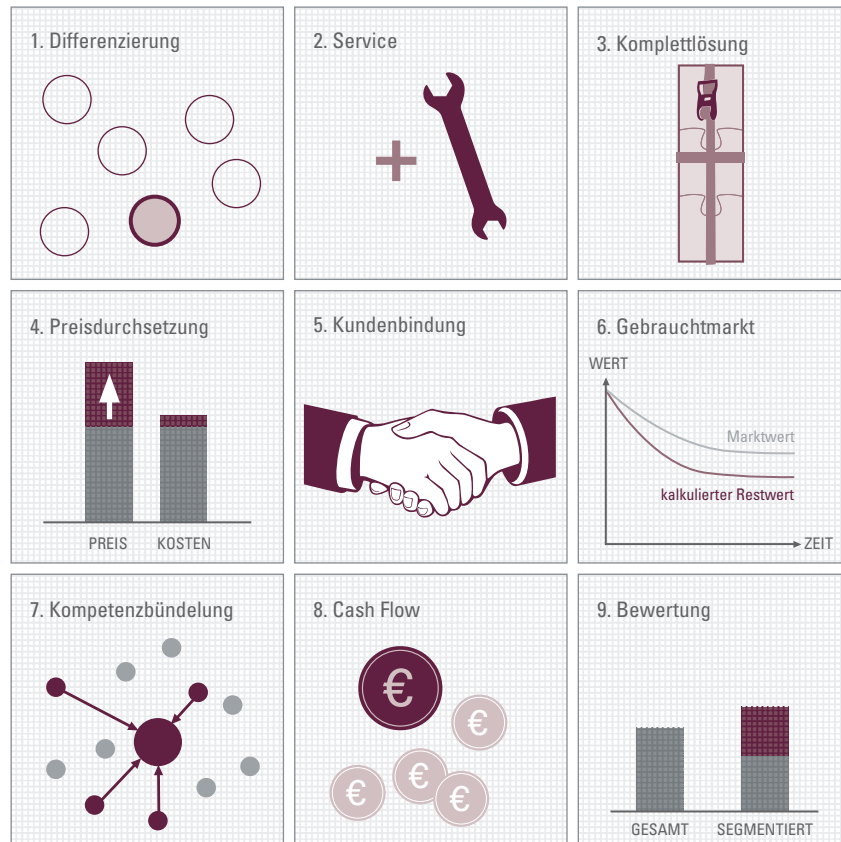 1. Differenzierung
2. Service
+
3. Komplettlösung
4. Preisdurchsetzung
PREIS
KOSTEN
5. Kundenbindung
6. Gebrauchtmarkt
WERT
Marktwert
kalkulierter Restwert
ZEIT
7. Kompetenzbündelung
8. Cash Flow
€
€
€
€
€
9. Bewertung
GESAMT
SEGMENTIERT